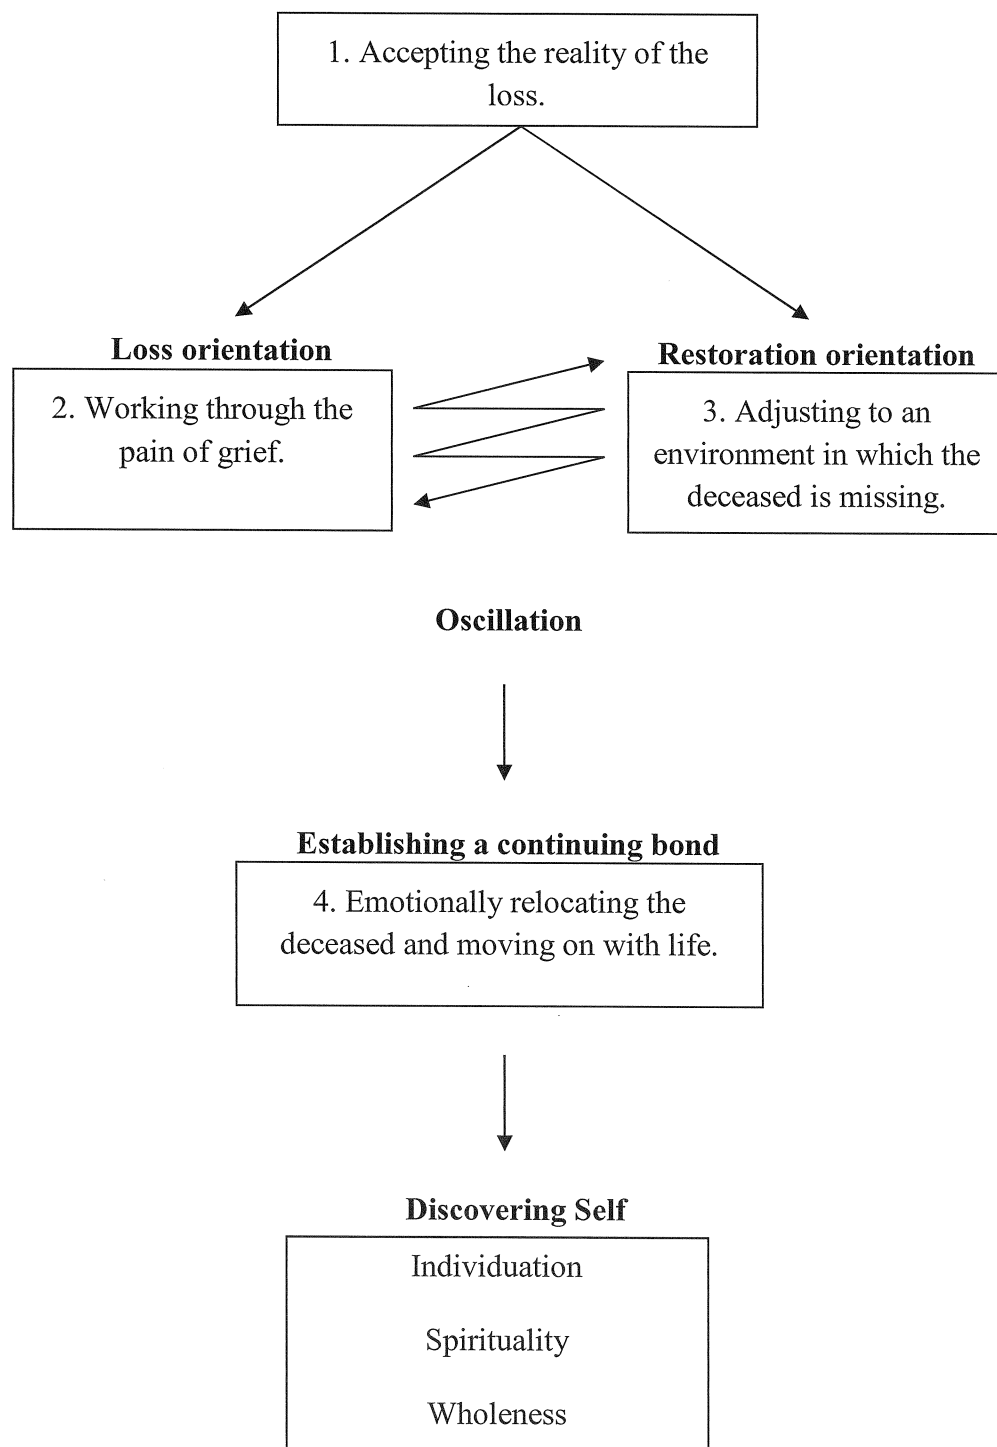 1. Accepting the reality of the
loss.
Loss orientation
2. Working through the
pain of grief.
Restoration orientation
3. Adjusting to an
environment in which the
deceased is missing.
Oscillation
Establishing a continuing bond
4. Emotionally relocating the
deceased and moving on with life.
Discovering Self
Individuation
Spirituality
Wholeness